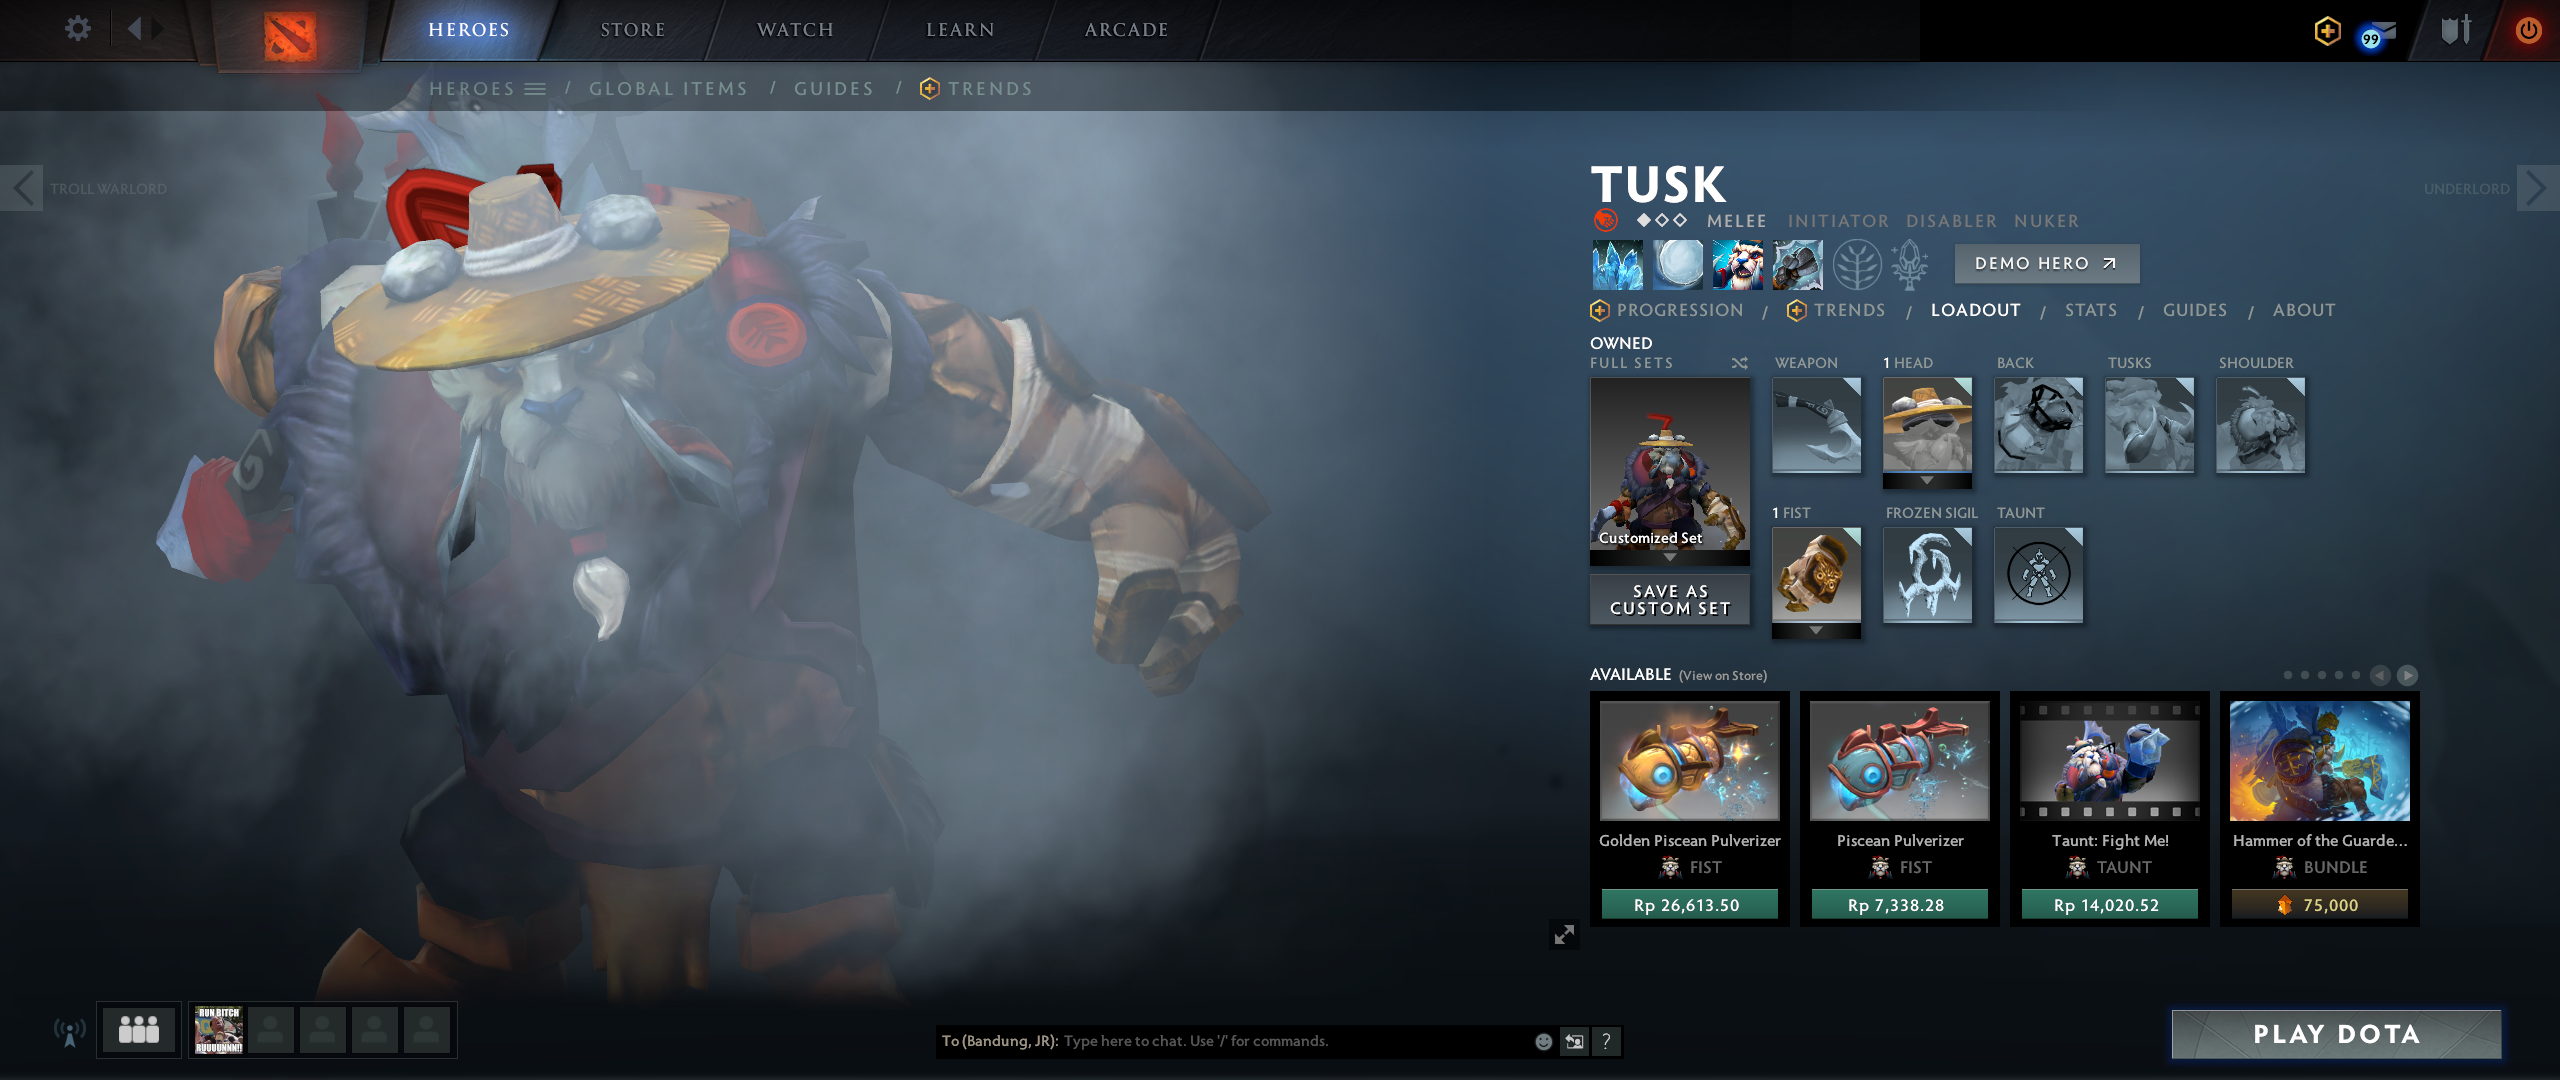 HEROES
STORE
WATCH
LEARN
ARCADE
99
HEROES / GLOBAL ITEMS / GUIDES / TRENDS
TROLL WARLORD
UNDERLORD
TUSK
MELEE INITIATOR DISABLER NUKER
DEMO HERO
PROGRESSION / TRENDS / LOADOUT / STATS / GUIDES / ABOUT
OWNED
FULL SETS
WEAPON
1 HEAD
BACK
TUSKS
SHOULDER
Customized Set
SAVE AS
CUSTOM SET
1 FIST
FROZEN SIGIL
TAUNT
AVAILABLE (View on Store)
Golden Piscean Pulverizer
FIST
Rp 26,613.50
Piscean Pulverizer
FIST
Rp 7,338.28
Taunt: Fight Me!
TAUNT
Rp 14,020.52
Hammer of the Guarde...
BUNDLE
75,000
RUN BITCH
RUUUUNNN!!
To (Bandung, JR): Type here to chat. Use '/' for commands.
?
PLAY DOTA